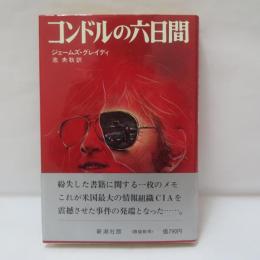 コンドルの六日間
ジェームズ・グレイディ
池 央耿訳
紛失した書籍に関する一枚のメモ
これが米国最大の情報組織CIAを
震撼させた事件の発端となった……。
新潮社版
価790円